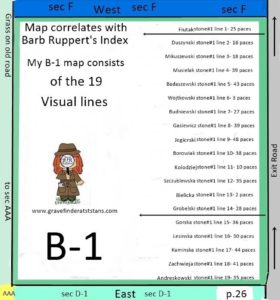 sec F West sec F sec F
Grass on old road
to sec AAA
Map correlates with
Barb Ruppert's Index
My B-1 map consists
of the 19
Visual lines
www.gravefinderatststans.com
B-1
stone#1 line 1- 25 paces
Duszynski stone#1 line 2- 16 paces
Mikuszewski stone#1 line 3- 18 paces
Musielak stone#1 line 4- 39 paces
Badaszewski stone#1 line 5- 43 paces
Wojtkowski stone#1 line 6- 3 paces
Budniewski stone#1 line 7- 27 paces
Gasiewicz stone#1 line 8- 39 paces
Jagierski stone#1 line 9- 48 paces
Borowiak stone#1 line 10- 38 paces
Kolodziej stone#1 line 11- 10 paces
Szczublewska stone#1 line 12- 35 paces
Bielicka stone#1 line 13- 2 paces
Grobelski stone#1 line 14- 28 paces
Gorska stone#1 line 15- 36 paces
Lesinska stone#1 line 16- 30 paces
Kaminska stone#1 line 17- 44 paces
Zachwieja stone#1 line 18- 41 paces
Andreskowski stone#1 line 19- 35 paces
Exit Road
AAA sec D-1 East sec D-1 p.26